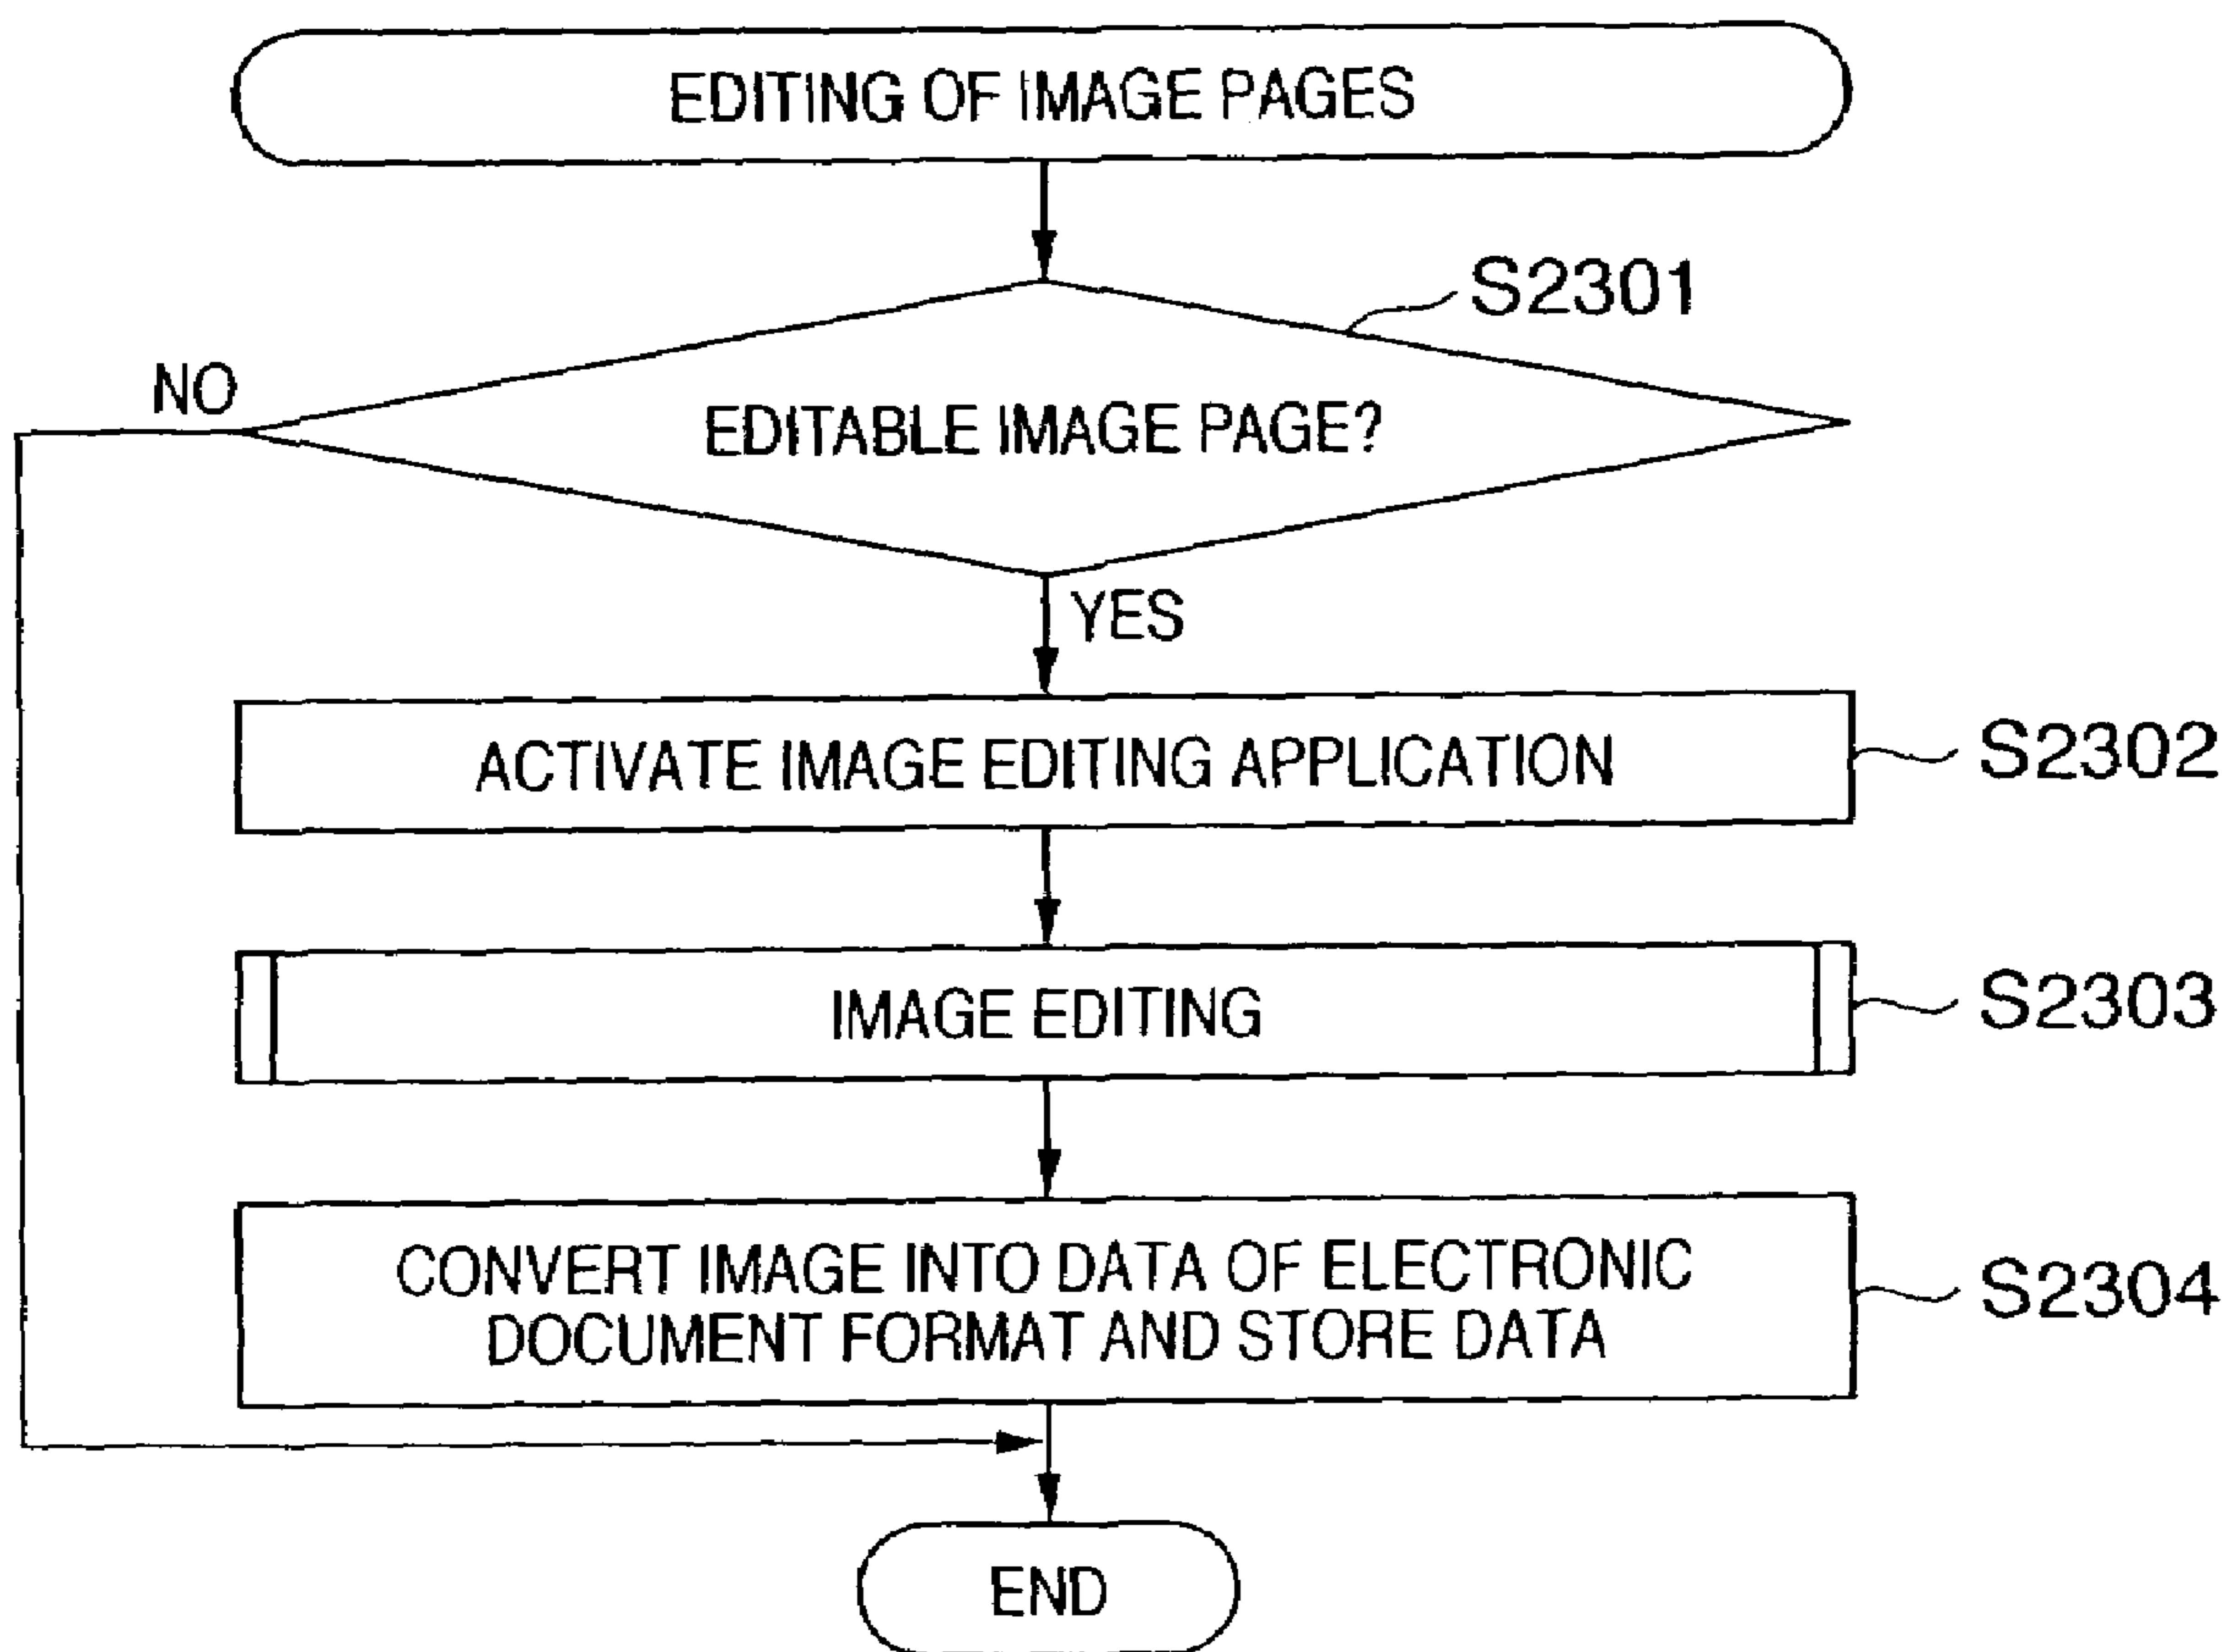 EDITING OF IMAGE PAGES
S2301
NO
EDITABLE IMAGE PAGE?
YES
ACTIVATE IMAGE EDITING APPLICATION
S2302
IMAGE EDITING
S2303
CONVERT IMAGE INTO DATA OF ELECTRONIC
DOCUMENT FORMAT AND STORE DATA
S2304
END